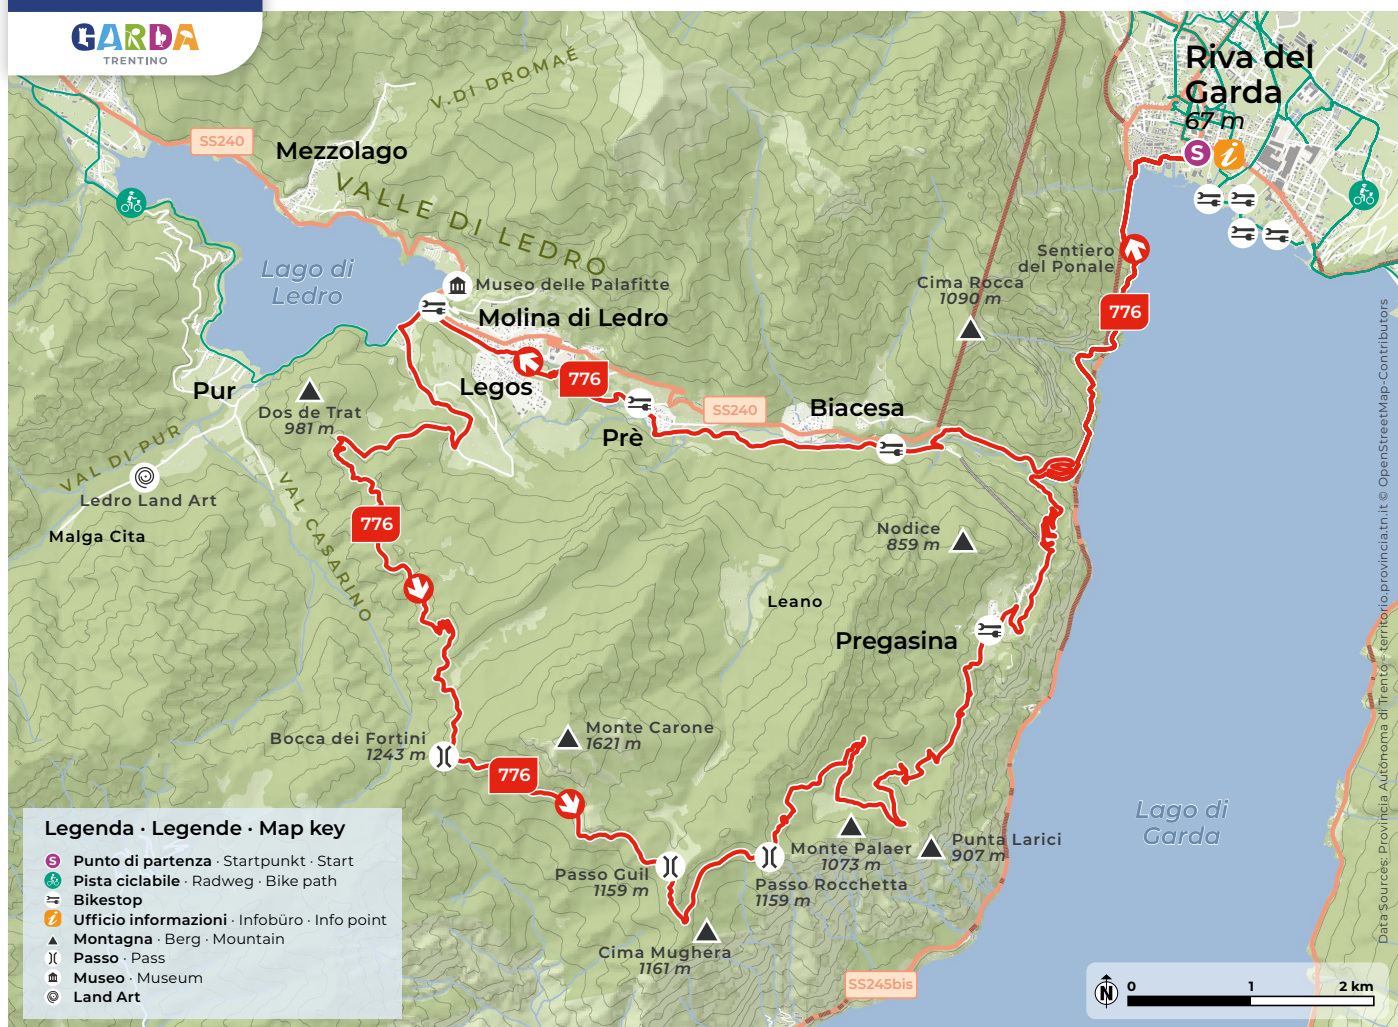 GARDA
TRENTINO
Riva del
Garda
67 m
S
i
V. DI DROMAÉ
SS240
Mezzolago
VALLE DI LEDRO
Sentiero
del Ponale
Lago di
Ledro
Museo delle Palafitte
Cima Rocca
1090 m
776
Molina di Ledro
776
Legos
Pur
SS240
Biacesa
Dos de Trat
981 m
Prè
VAL DI PUR
Ledro Land Art
VAL CASARINO
776
Malga Cita
Nodice
859 m
Leano
Pregasina
Bocca dei Fortini
1243 m
Monte Carone
1621 m
776
Lago di
Garda
Punta Larici
907 m
Monte Palaer
1073 m
Passo Guil
1159 m
Passo Rocchetta
1159 m
Cima Mughera
1161 m
SS245bis
Legenda · Legende · Map key
S Punto di partenza · Startpunkt · Start
Pista ciclabile · Radweg · Bike path
Bikestop
i Ufficio informazioni · Infobüro · Info point
Montagna · Berg · Mountain
Passo · Pass
Museo · Museum
Land Art
N
0 1 2 km
Data Sources: Provincia Autonoma di Trento – territorio.provincia.tn.it © OpenStreetMap-Contributors